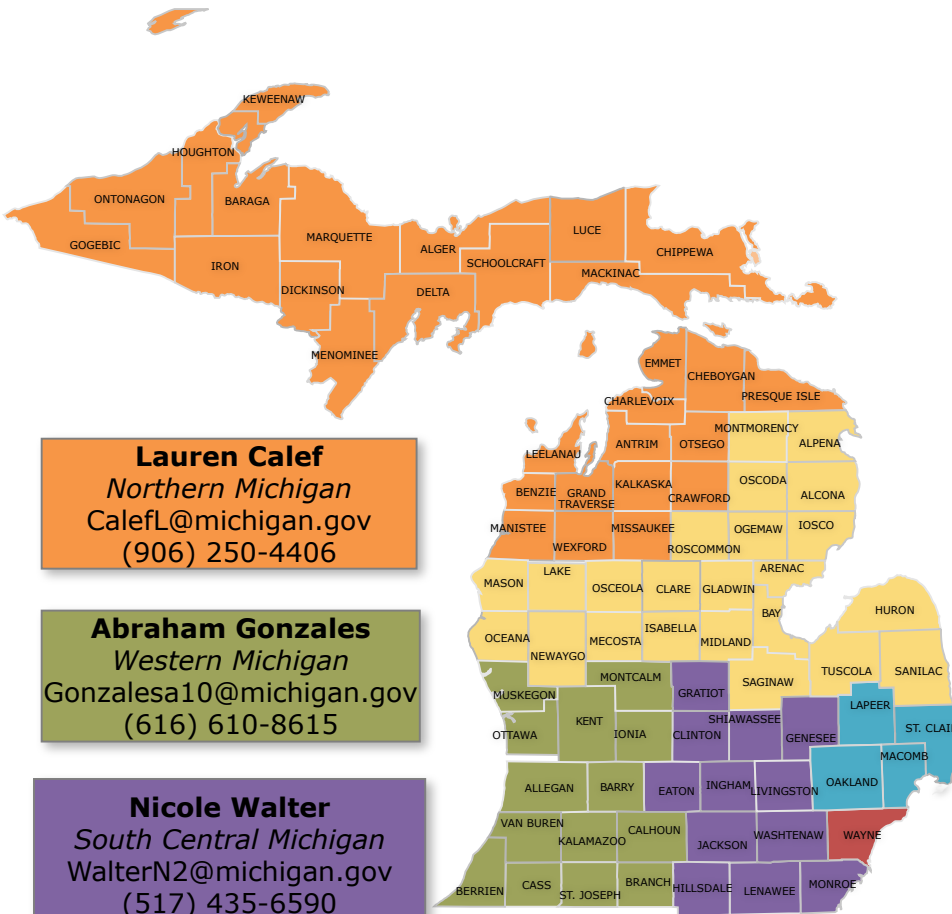 KEWEENAW
HOUGHTON
ONTONAGON
BARAGA
GOGEBIC
IRON
MARQUETTE
ALGER
SCHOOLCRAFT
LUCE
CHIPPEWA
MACKINAC
DICKINSON
DELTA
MENOMINEE
EMMET
CHEBOYGAN
PRESQUE ISLE
CHARLEVOIX
MONTMORENCY
ANTRIM
OTSEGO
ALPENA
LEELANAU
BENZIE
GRAND
TRAVERSE
KALKASKA
CRAWFORD
OSCODA
ALCONA
MANISTEE
WEXFORD
MISSAUKEE
ROSCOMMON
OGEMAW
IOSCO
ARENAC
MASON
LAKE
OSCEOLA
CLARE
GLADWIN
BAY
HURON
OCEANA
NEWAYGO
MECOSTA
ISABELLA
MIDLAND
TUSCOLA
SANILAC
MUSKEGON
MONTCALM
GRATIOT
SAGINAW
LAPEER
OTTAWA
KENT
IONIA
CLINTON
SHIAWASSEE
GENESEE
ST. CLAIR
MACOMB
ALLEGAN
BARRY
EATON
INGHAM
LIVINGSTON
OAKLAND
VAN BUREN
KALAMAZOO
CALHOUN
JACKSON
WASHTENAW
WAYNE
BERRIEN
CASS
ST. JOSEPH
BRANCH
HILLSDALE
LENAWEE
MONROE
Lauren Calef
Northern Michigan
CalefL@michigan.gov
(906) 250-4406
Abraham Gonzales
Western Michigan
Gonzalesa10@michigan.gov
(616) 610-8615
Nicole Walter
South Central Michigan
WalterN2@michigan.gov
(517) 435-6590